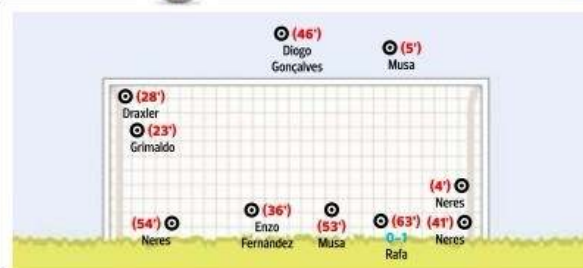 (46')
Diogo
Gonçalves
(5')
Musa
(28')
Draxler
(23')
Grimaldo
(4')
Neres
(54')
Neres
(36')
Enzo
Fernández
(53')
Musa
(63')
0-1
Rafa
(41')
Neres